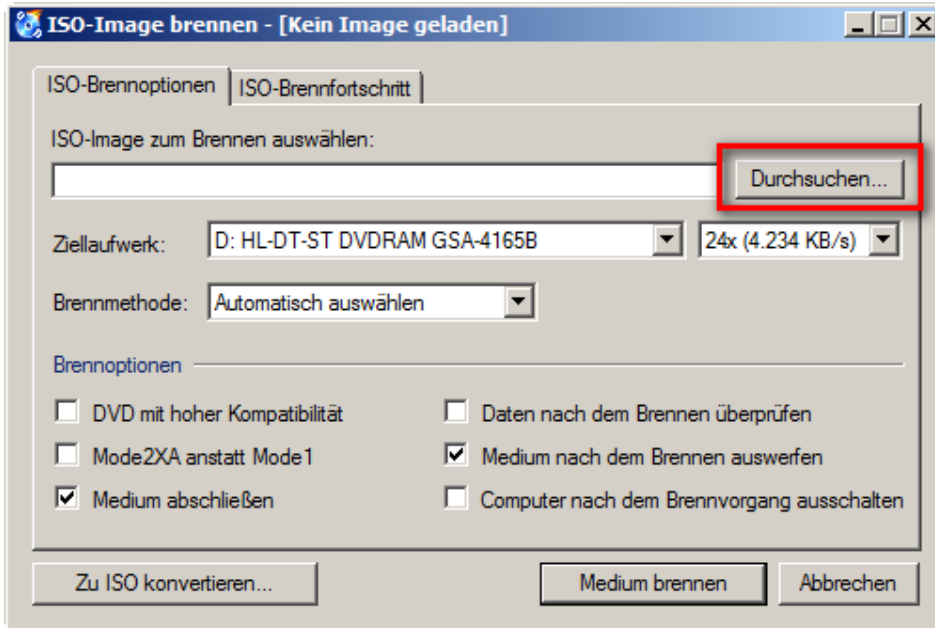 ISO-Image brennen - [Kein Image geladen]
ISO-Brennoptionen ISO-Brennfortschritt
ISO-Image zum Brennen auswählen:
Durchsuchen...
Ziellaufwerk: D: HL-DT-ST DVDRAM GSA-4165B 24x (4.234 KB/s)
Brennmethode: Automatisch auswählen
Brennoptionen
DVD mit hoher Kompatibilität Daten nach dem Brennen überprüfen
Mode2XA anstatt Mode1 Medium nach dem Brennen auswerfen
Medium abschließen Computer nach dem Brennvorgang ausschalten
Zu ISO konvertieren... Medium brennen Abbrechen